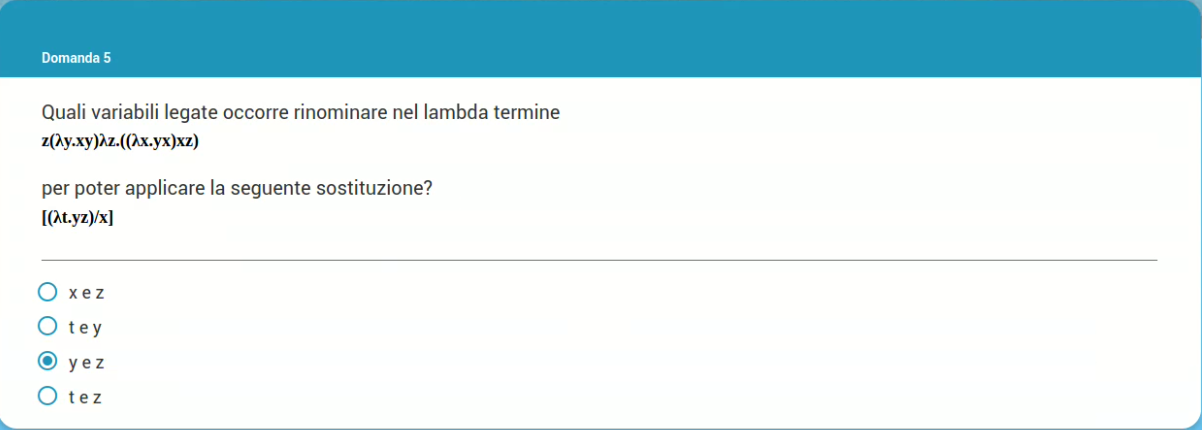 Domanda 5
Quali variabili legate occorre rinominare nel lambda termine
z(λy.xy)λz.((λx.yx)xz)
per poter applicare la seguente sostituzione?
[(λt.yz)/x]
x e z
t e y
y e z
t e z